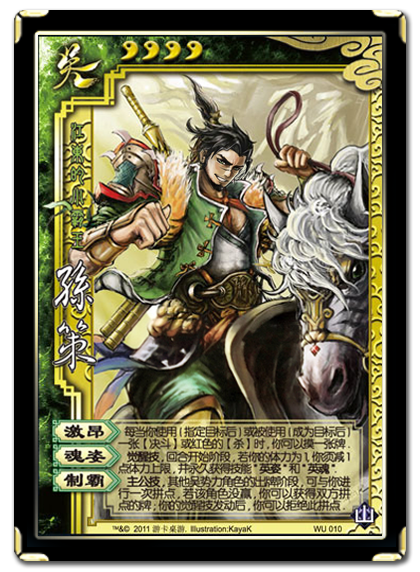 吴
江东的小霸王
孫策
激昂
每当你使用(指定目标后)或被使用(成为目标后)
一张【决斗】或红色的【杀】时,你可以摸一张牌.
魂姿
觉醒技,回合开始阶段,若你的体力为1,你须减1
点体力上限,并永久获得技能“英姿”和“英魂”.
制霸
主公技,其他吴势力角色的出牌阶段,可与你进
行一次拼点,若该角色没赢,你可以获得双方拼
点的牌;你的觉醒技发动后,你可以拒绝此拼点.
™&© 2011 游卡桌游. Illustration:KayaK
WU 010